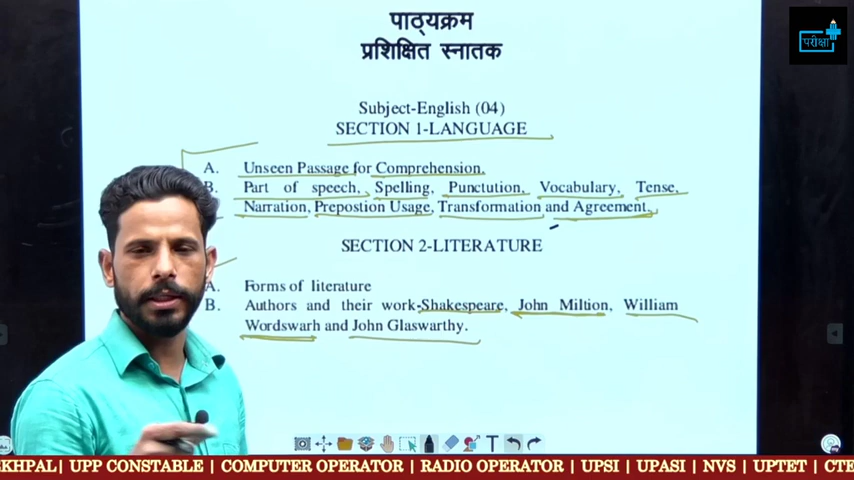 पाठ्यक्रम
प्रशिक्षित स्नातक
परीक्षा
Subject-English (04)
SECTION 1-LANGUAGE
A. Unseen Passage for Comprehension.
B. Part of speech, Spelling, Punctution, Vocabulary, Tense,
Narration, Prepostion Usage, Transformation and Agreement,
SECTION 2-LITERATURE
A. Forms of literature
B. Authors and their work-Shakespeare, John Miltion, William
Wordswarh and John Glaswarthy.
T
EKHPAL| UPP CONSTABLE | COMPUTER OPERATOR | RADIO OPERATOR | UPSI | UPASI | NVS | UPTET | CTE